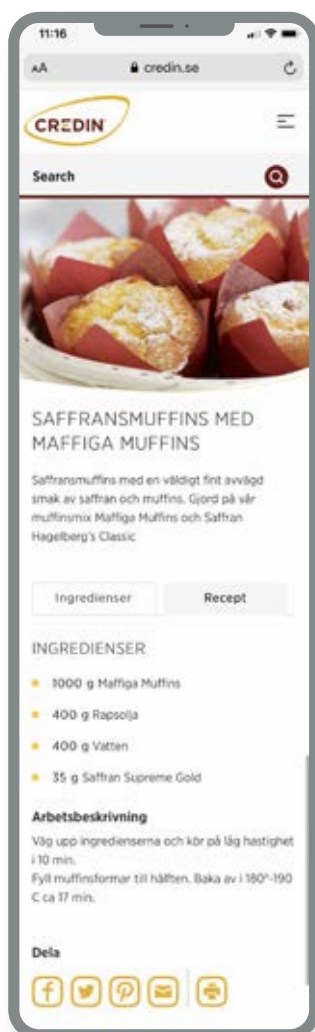 11:16
AA credin.se
CREDIN
Search
SAFFRANSMUFFINS MED
MAFFIGA MUFFINS
Saffransmuffins med en väldigt fint avvägd
smak av saffran och muffins. Gjord på vår
muffinsmix Maffiga Muffins och Saffran
Hagelberg's Classic
Ingredienser Recept
INGREDIENSER
1000 g Maffiga Muffins
400 g Rapsolja
400 g Vatten
35 g Saffran Supreme Gold
Arbetsbeskrivning
Väg upp ingredienserna och kör på låg hastighet
i 10 min.
Fyll muffinsformar till hälften. Baka av i 180°-190
C ca 17 min.
Dela